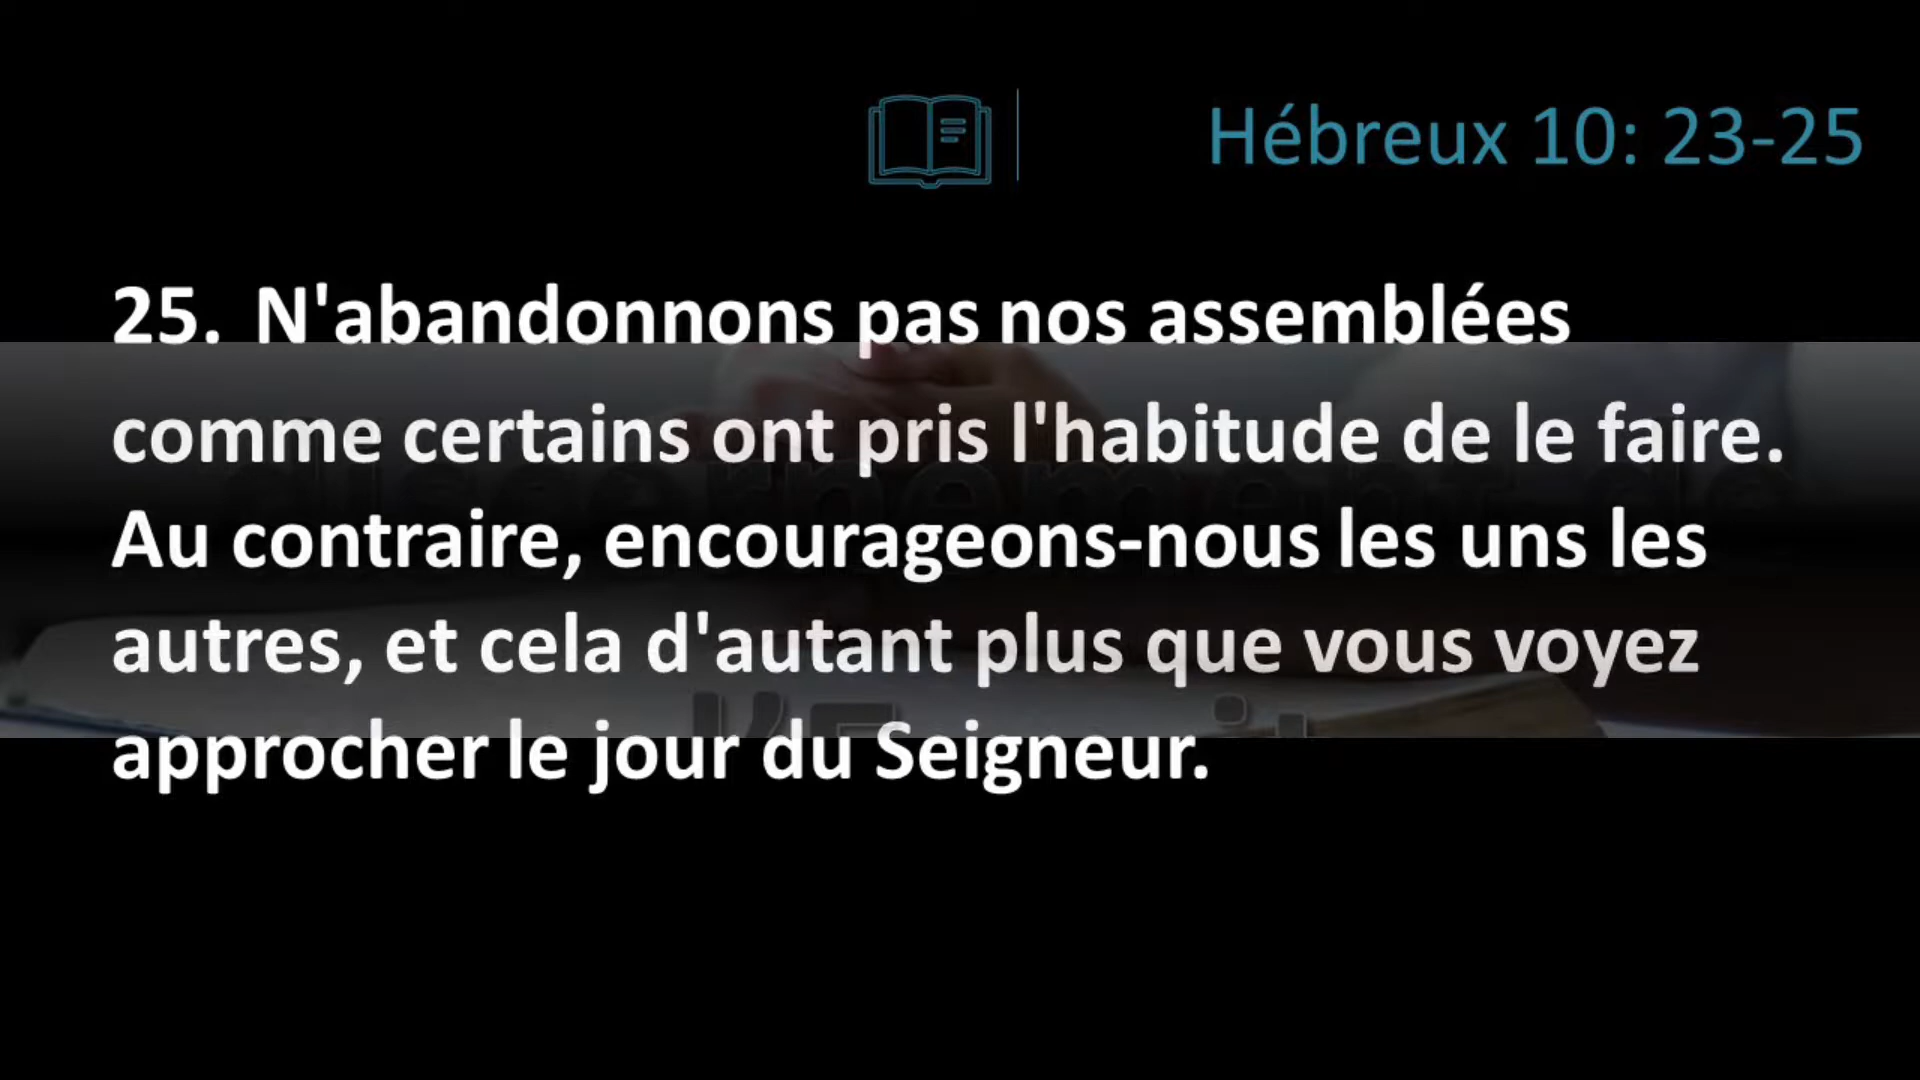 Hébreux 10: 23-25
25. N'abandonnons pas nos assemblées
comme certains ont pris l'habitude de le faire.
Au contraire, encourageons-nous les uns les
autres, et cela d'autant plus que vous voyez
approcher le jour du Seigneur.